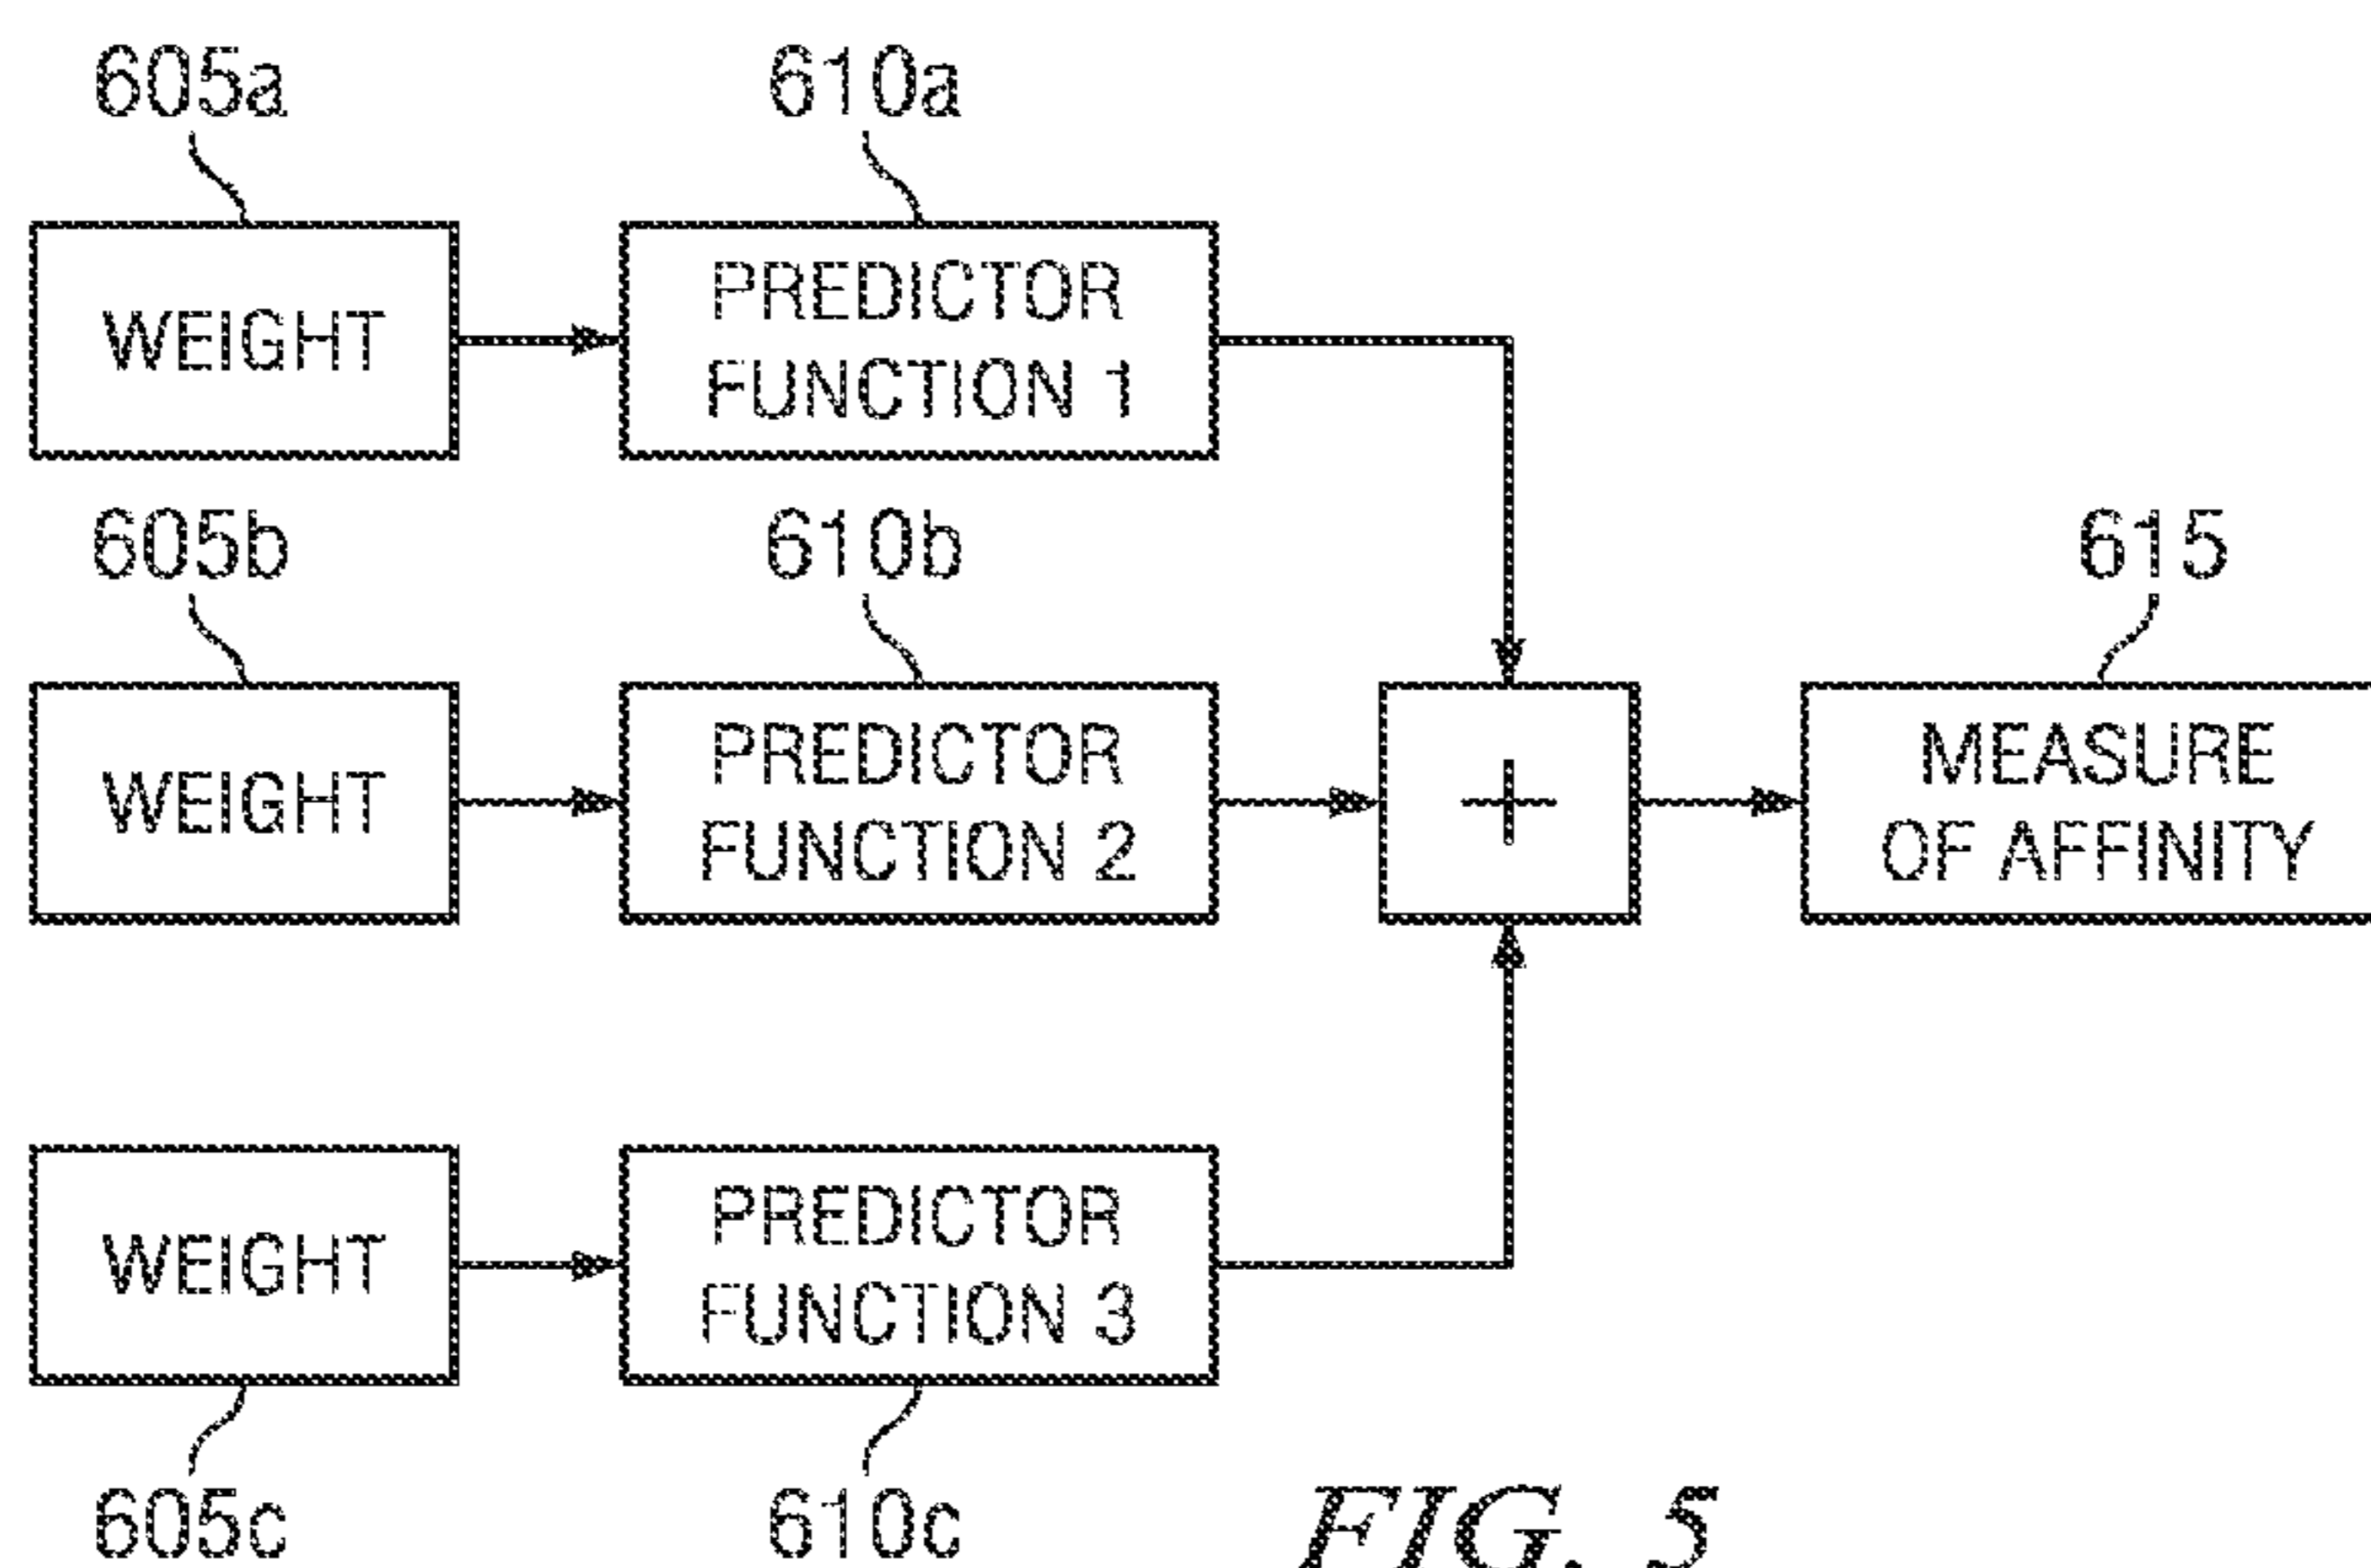 605a
610a
WEIGHT
PREDICTOR
FUNCTION 1
605b
610b
615
WEIGHT
PREDICTOR
FUNCTION 2
+
MEASURE
OF AFFINITY
WEIGHT
PREDICTOR
FUNCTION 3
605c
610c
FIG. 5